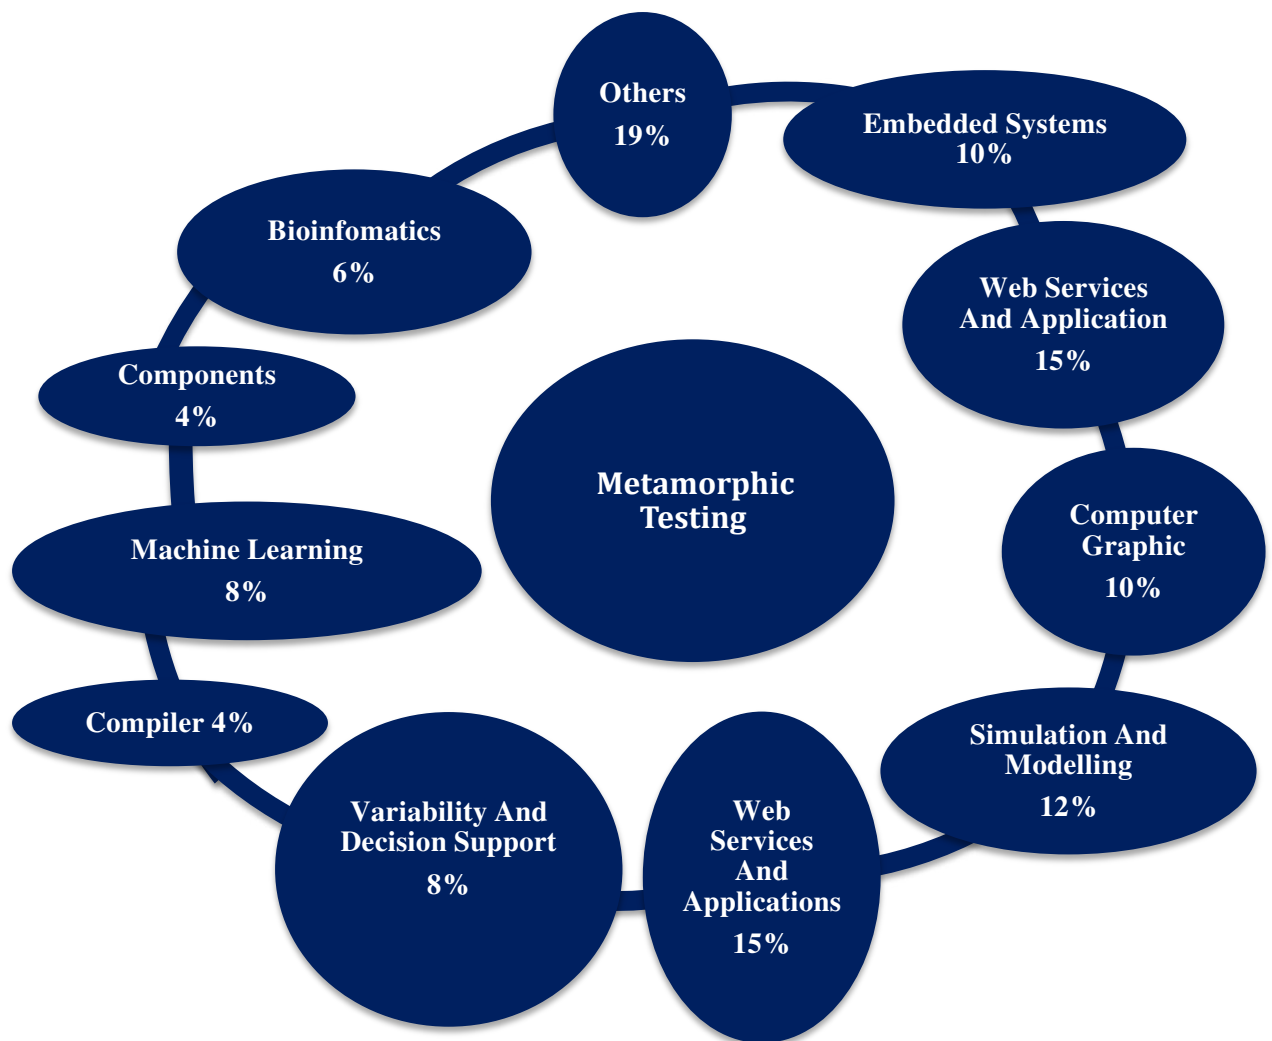 Others
19%
Embedded Systems
10%
Web Services
And Application
15%
Computer
Graphic
10%
Simulation And
Modelling
12%
Web
Services
And
Applications
15%
Variability And
Decision Support
8%
Compiler 4%
Machine Learning
8%
Components
4%
Bioinfomatics
6%
Metamorphic
Testing